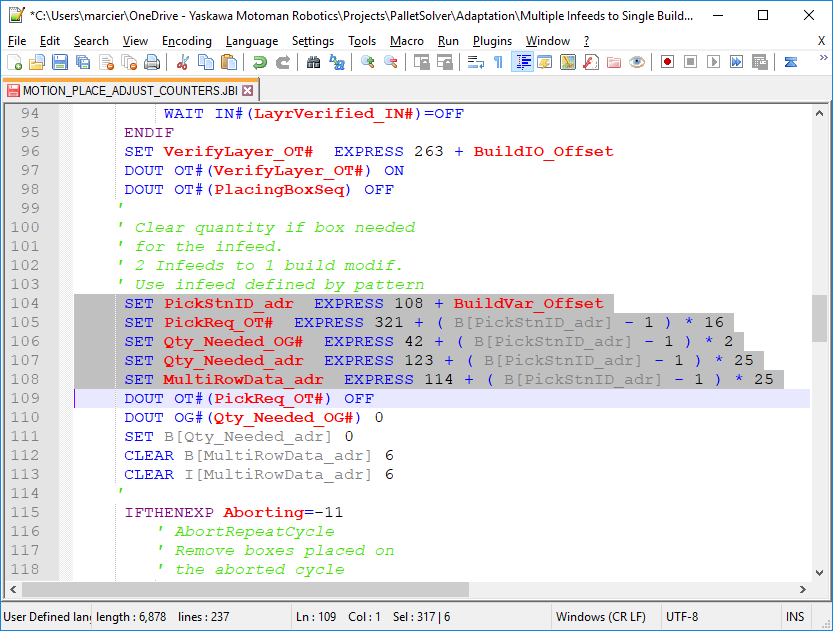 *C:\Users\marcier\OneDrive - Yaskawa Motoman Robotics\Projects\PalletSolver\Adaptation\Multiple Infeeds to Single Build...
File Edit Search View Encoding Language Settings Tools Macro Run Plugins Window ? X
MOTION_PLACE_ADJUST_COUNTERS.JBI
94 WAIT IN#(LayrVerified_IN#)=OFF
95 ENDIF
96 SET VerifyLayer_OT# EXPRESS 263 + BuildIO_Offset
97 DOUT OT#(VerifyLayer_OT#) ON
98 DOUT OT#(PlacingBoxSeq) OFF
99 '
100 ' Clear quantity if box needed
101 ' for the infeed.
102 ' 2 Infeeds to 1 build modif.
103 ' Use infeed defined by pattern
104 SET PickStnID_adr EXPRESS 108 + BuildVar_Offset
105 SET PickReq_OT# EXPRESS 321 + ( B[PickStnID_adr] - 1 ) * 16
106 SET Qty_Needed_OG# EXPRESS 42 + ( B[PickStnID_adr] - 1 ) * 2
107 SET Qty_Needed_adr EXPRESS 123 + ( B[PickStnID_adr] - 1 ) * 25
108 SET MultiRowData_adr EXPRESS 114 + ( B[PickStnID_adr] - 1 ) * 25
109 DOUT OT#(PickReq_OT#) OFF
110 DOUT OG#(Qty_Needed_OG#) 0
111 SET B[Qty_Needed_adr] 0
112 CLEAR B[MultiRowData_adr] 6
113 CLEAR I[MultiRowData_adr] 6
114 '
115 IFTHENEXP Aborting=-11
116 ' AbortRepeatCycle
117 ' Remove boxes placed on
118 ' the aborted cycle
User Defined lang length : 6,878 lines : 237 Ln : 109 Col : 1 Sel : 317 | 6 Windows (CR LF) UTF-8 INS